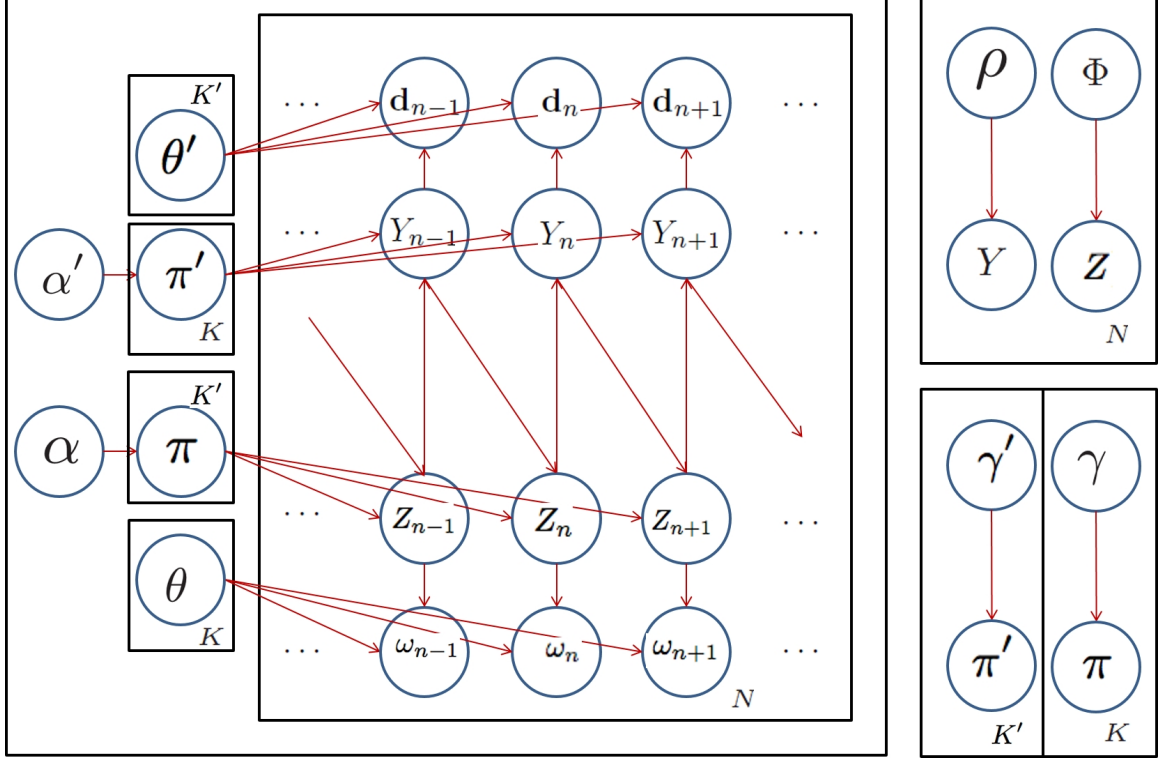 K′
θ′
… d_{n−1} d_n d_{n+1} …
… Y_{n−1} Y_n Y_{n+1} …
α′ π′
K
K′
α π
… Z_{n−1} Z_n Z_{n+1} …
θ
K
… ω_{n−1} ω_n ω_{n+1} …
N
ρ Φ
Y Z
N
γ′ γ
π′ π
K′ K